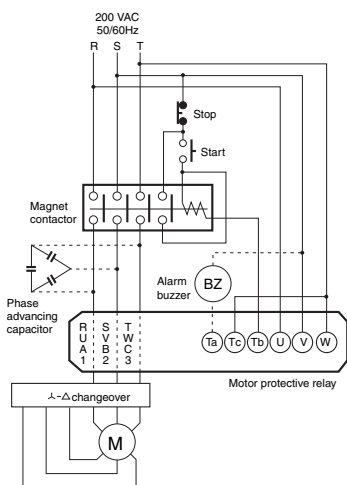 200 VAC
50/60Hz
R S T
Stop
Start
Magnet
contactor
Alarm
buzzer
BZ
Phase
advancing
capacitor
R S T
U V W
A B C
1 2 3
Ta Tc Tb U V W
Motor protective relay
⅄-Δchangeover
M